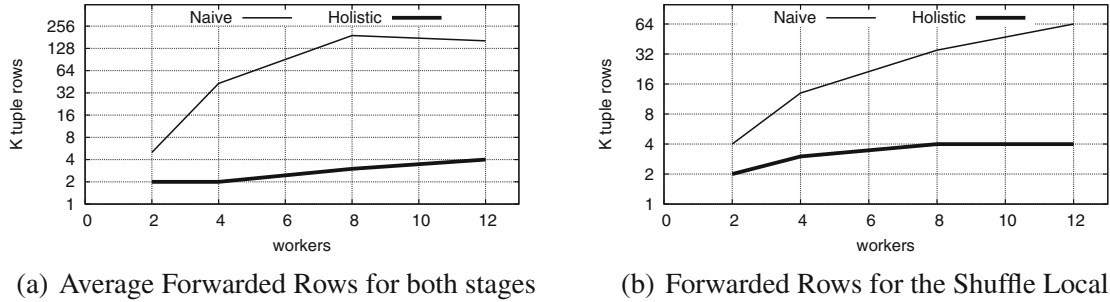 Naive Holistic
256
128
64
32
16
8
4
2
1
K tuple rows
0 2 4 6 8 10 12
workers
(a) Average Forwarded Rows for both stages
Naive Holistic
64
32
16
8
4
2
1
K tuple rows
0 2 4 6 8 10 12
workers
(b) Forwarded Rows for the Shuffle Local